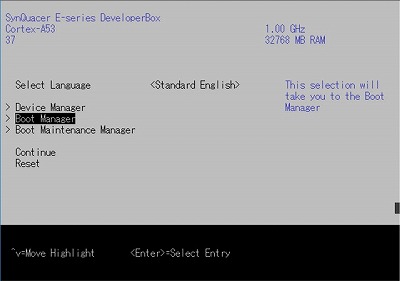 SynQuacer E-series DeveloperBox
Cortex-A53 1.00 GHz
37 32768 MB RAM
Select Language <Standard English> This selection will
take you to the Boot
> Device Manager Manager
> Boot Manager
> Boot Maintenance Manager
Continue
Reset
^v=Move Highlight <Enter>=Select Entry